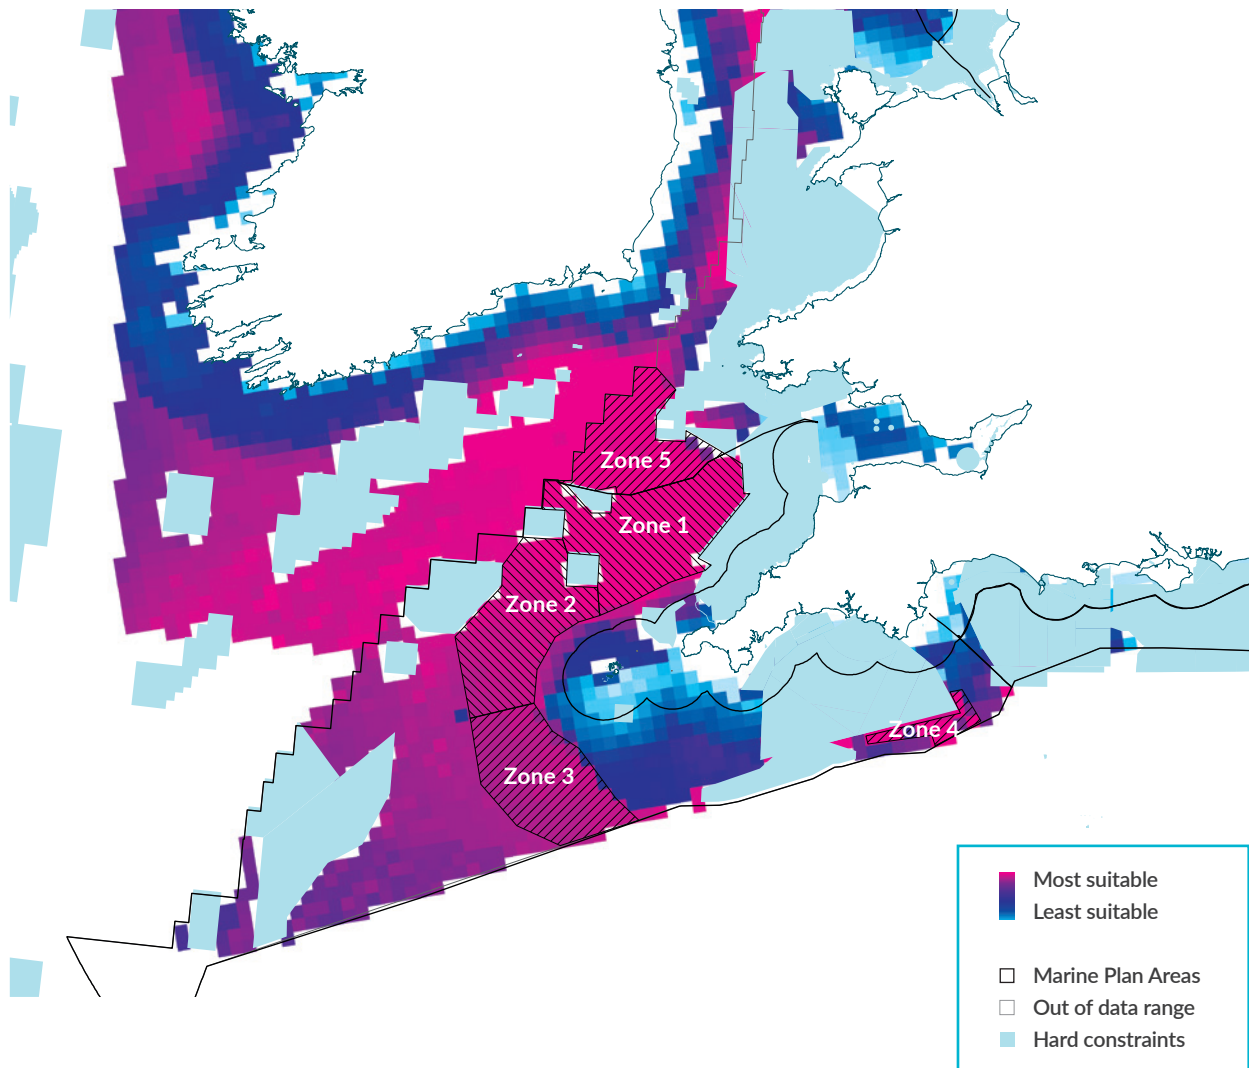 Zone 5
Zone 1
Zone 2
Zone 4
Zone 3
Most suitable
Least suitable
Marine Plan Areas
Out of data range
Hard constraints